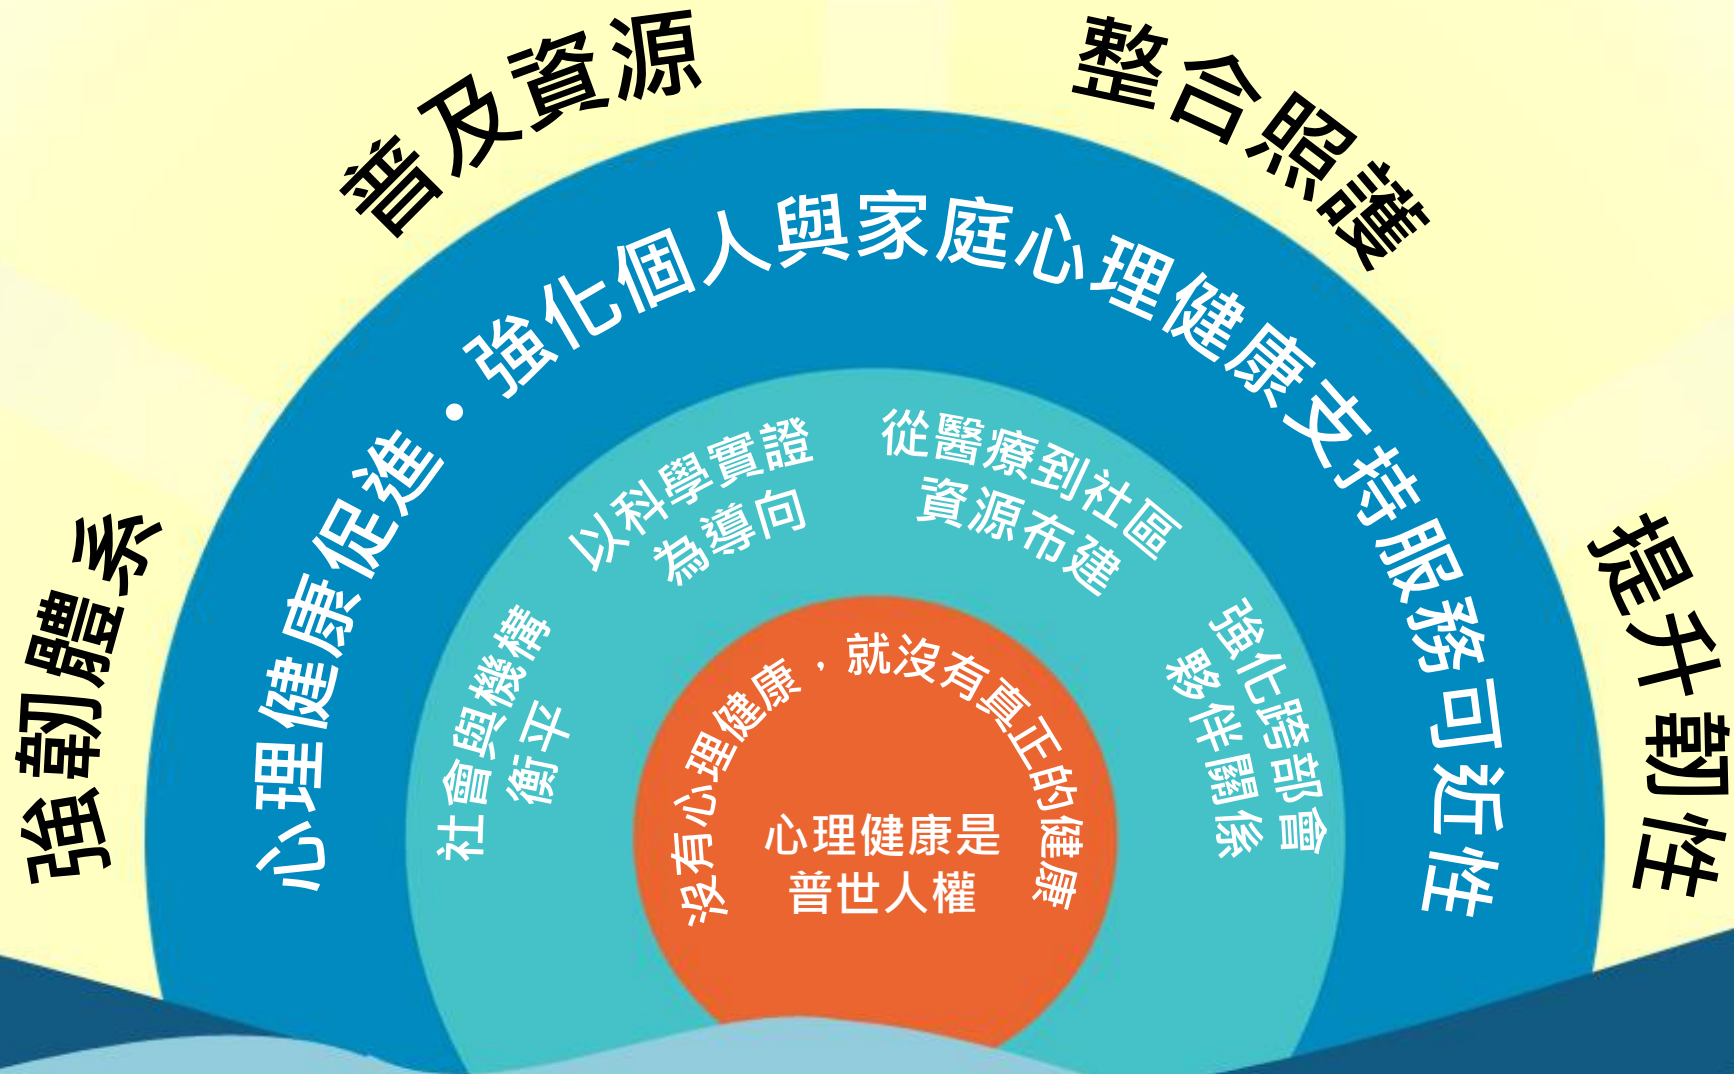 強韌體系
普及資源
整合照護
提升韌性
心理健康促進・強化個人與家庭心理健康支持服務可近性
社會與機構
衡平
以科學實證
為導向
從醫療到社區
資源布建
強化跨部會
夥伴關係
沒有心理健康，就沒有真正的健康
心理健康是
普世人權